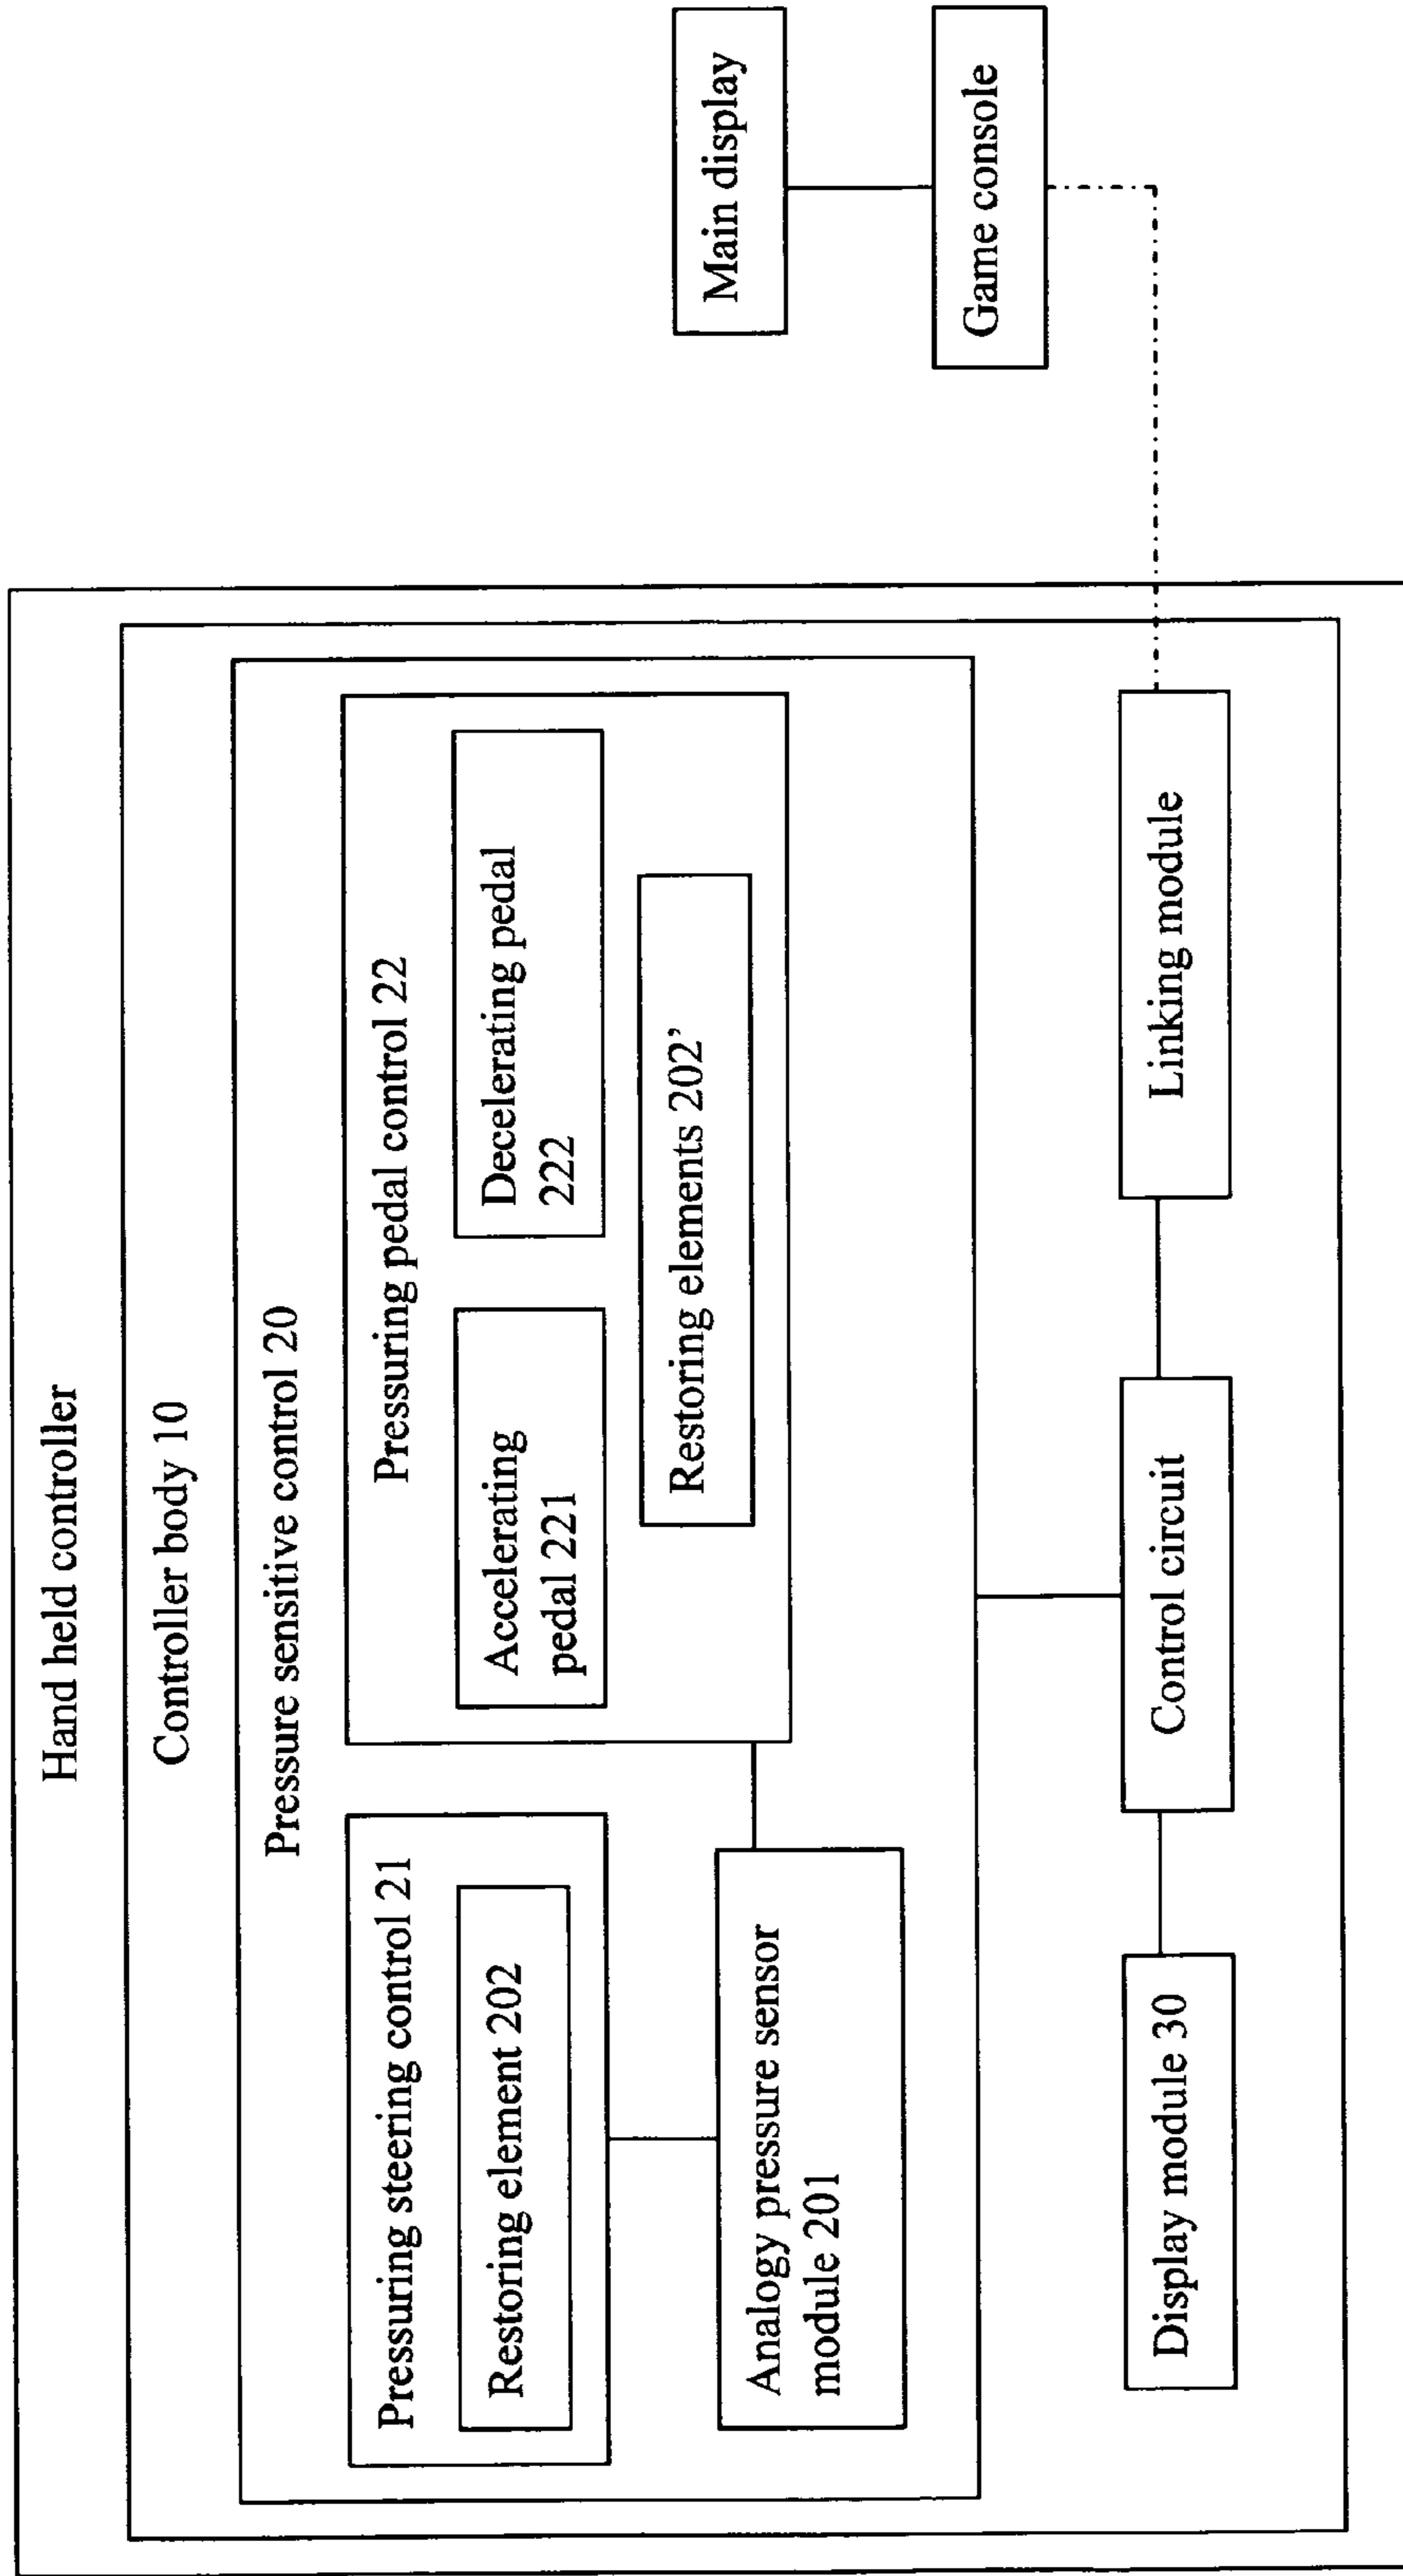 Hand held controller
Controller body 10
Pressure sensitive control 20
Pressuring steering control 21
Restoring element 202
Analogy pressure sensor
module 201
Pressuring pedal control 22
Accelerating
pedal 221
Decelerating pedal
222
Restoring elements 202’
Display module 30
Control circuit
Linking module
Main display
Game console